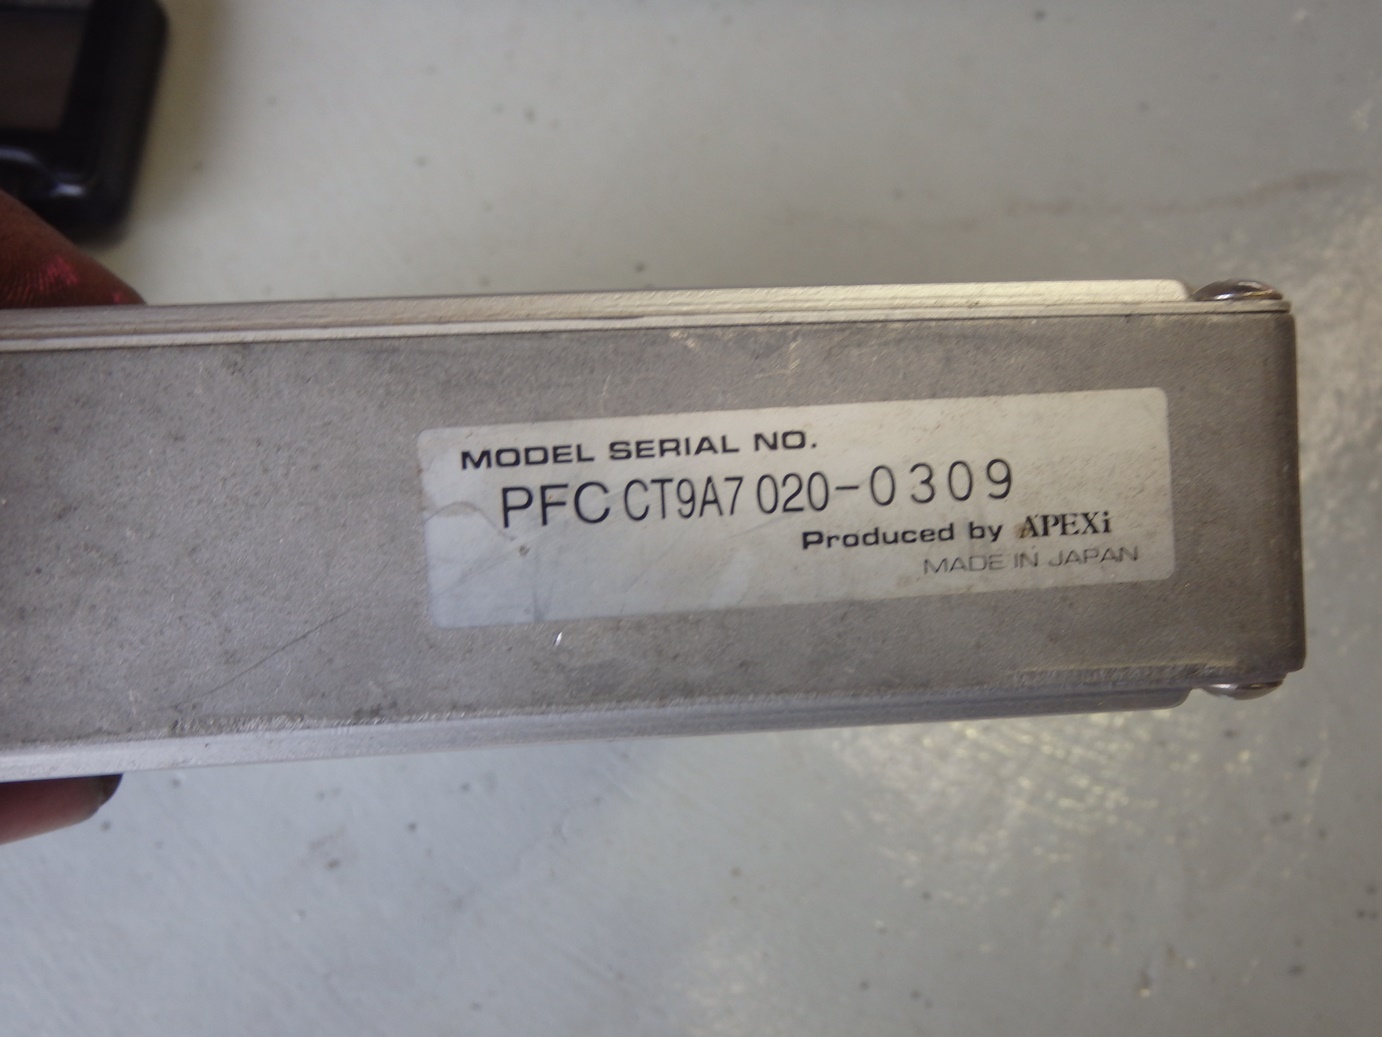 MODEL SERIAL NO.
PFC CT9A7 020-0309
Produced by APEXi
MADE IN JAPAN